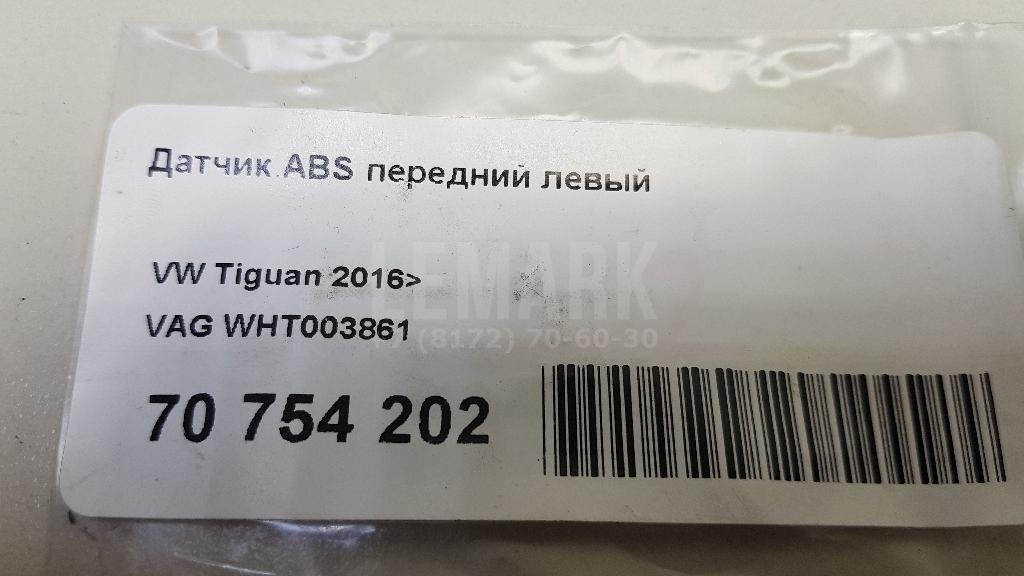 Датчик ABS передний левый
VW Tiguan 2016>
LEMARK
VAG WHT003861
(8172) 70-60-30
70 754 202